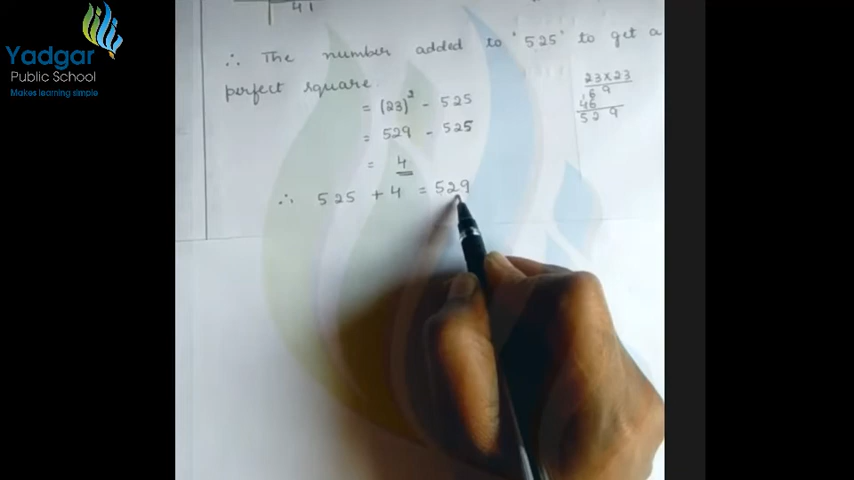 Yadgar
Public School
Makes learning simple
41
∴ The number added to '525' to get a
perfect square.
= (23)² - 525
= 529 - 525
= 4
∴ 525 + 4 = 529
23×23
69
46
529